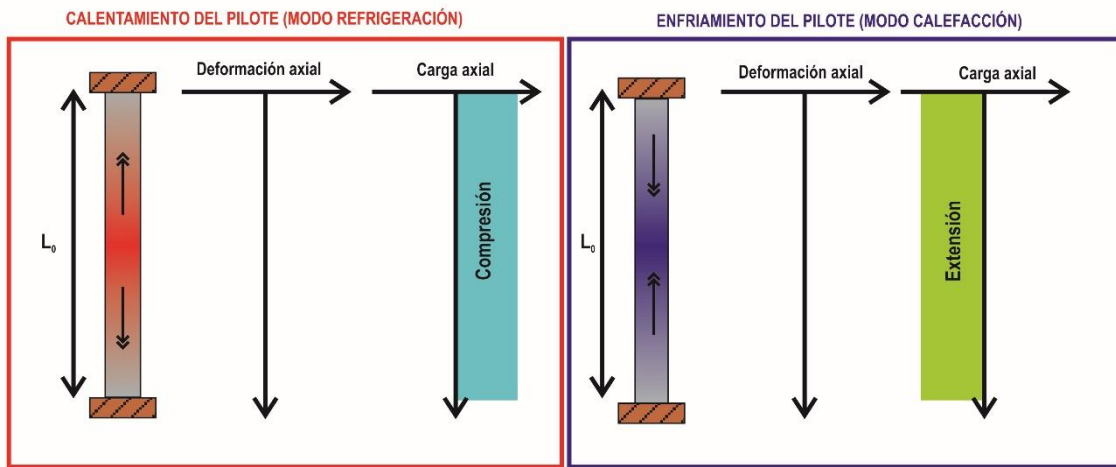 CALENTAMIENTO DEL PILOTE (MODO REFRIGERACIÓN)
Deformación axial
Carga axial
L₀
Compresión
ENFRIAMIENTO DEL PILOTE (MODO CALEFACCIÓN)
Deformación axial
Carga axial
L₀
Extensión